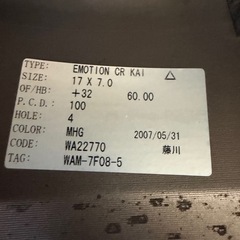 TYPE: EMOTION CR KAI
SIZE: 17 X 7.0
OF/HB: +32 60.00
P.C.D.: 100
HOLE: 4
COLOR: MHG 2007/05/31
CODE: WA22770 藤川
TAG: WAM-7F08-5